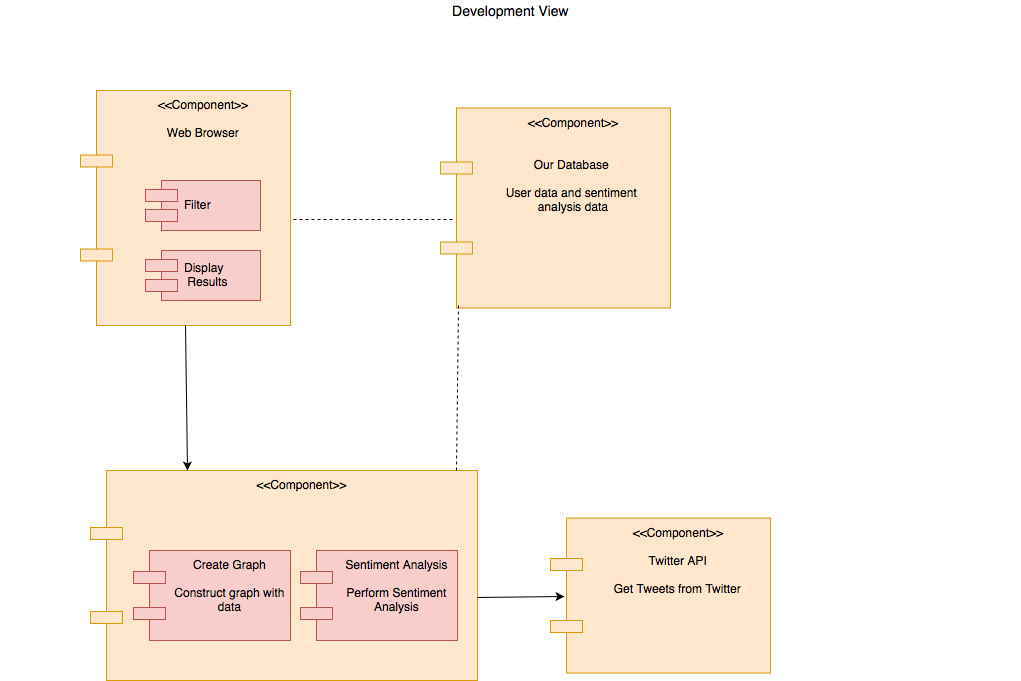 Development View
<<Component>>
Web Browser
Filter
Display
Results
<<Component>>
Our Database
User data and sentiment
analysis data
<<Component>>
Create Graph
Construct graph with
data
Sentiment Analysis
Perform Sentiment
Analysis
<<Component>>
Twitter API
Get Tweets from Twitter